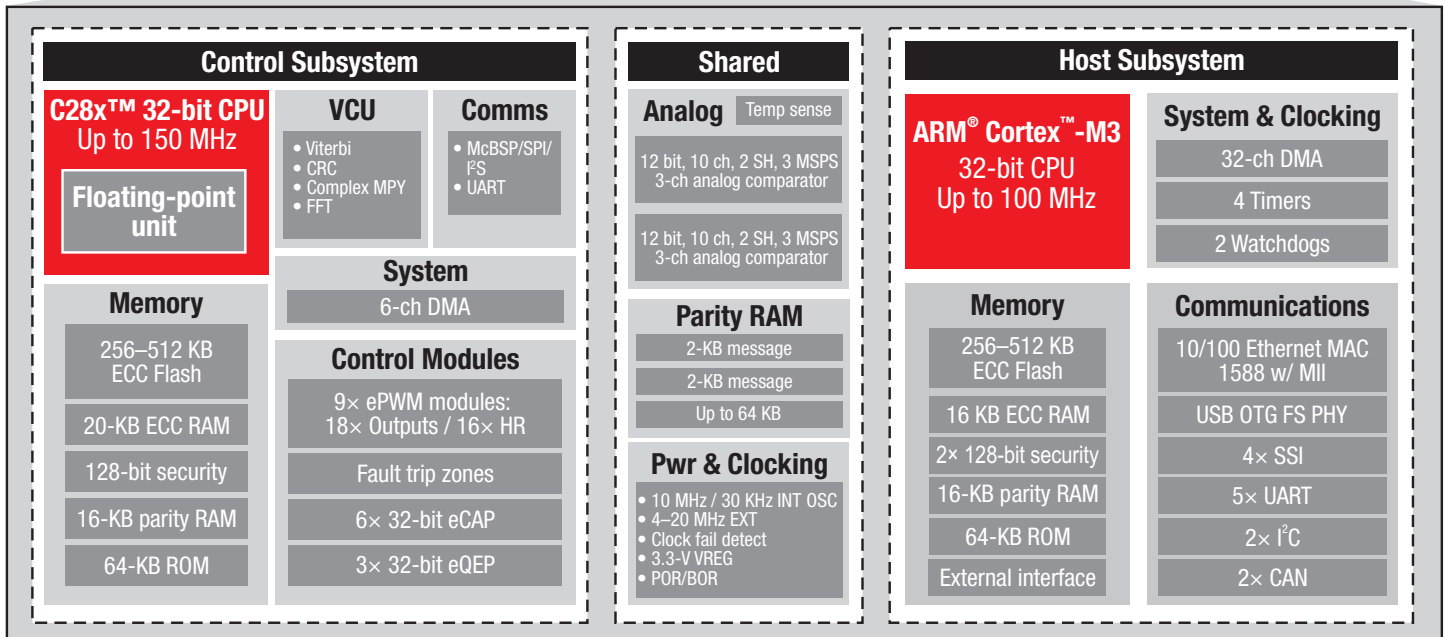 Control Subsystem
C28x™ 32-bit CPU
Up to 150 MHz
Floating-point
unit
VCU
• Viterbi
• CRC
• Complex MPY
• FFT
Comms
• McBSP/SPI/
I²S
• UART
System
6-ch DMA
Memory
256–512 KB
ECC Flash
20-KB ECC RAM
128-bit security
16-KB parity RAM
64-KB ROM
Control Modules
9× ePWM modules:
18× Outputs / 16× HR
Fault trip zones
6× 32-bit eCAP
3× 32-bit eQEP
Shared
Analog
Temp sense
12 bit, 10 ch, 2 SH, 3 MSPS
3-ch analog comparator
12 bit, 10 ch, 2 SH, 3 MSPS
3-ch analog comparator
Parity RAM
2-KB message
2-KB message
Up to 64 KB
Pwr & Clocking
• 10 MHz / 30 KHz INT OSC
• 4–20 MHz EXT
• Clock fail detect
• 3.3-V VREG
• POR/BOR
Host Subsystem
ARM® Cortex™-M3
32-bit CPU
Up to 100 MHz
System & Clocking
32-ch DMA
4 Timers
2 Watchdogs
Memory
256–512 KB
ECC Flash
16 KB ECC RAM
2× 128-bit security
16-KB parity RAM
64-KB ROM
External interface
Communications
10/100 Ethernet MAC
1588 w/ MII
USB OTG FS PHY
4× SSI
5× UART
2× I²C
2× CAN